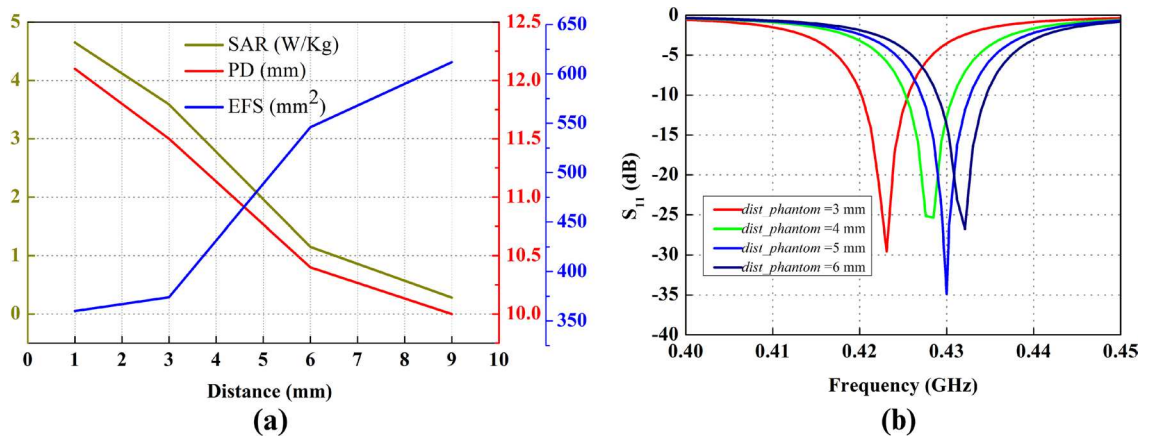 5
4
3
2
1
0
SAR (W/Kg)
PD (mm)
EFS (mm²)
12.5
12.0
11.5
11.0
10.5
10.0
650
600
550
500
450
400
350
0 1 2 3 4 5 6 7 8 9 10
Distance (mm)
(a)
0
-5
-10
-15
-20
-25
-30
-35
-40
S₁₁ (dB)
dist_phantom =3 mm
dist_phantom =4 mm
dist_phantom =5 mm
dist_phantom =6 mm
0.40 0.41 0.42 0.43 0.44 0.45
Frequency (GHz)
(b)